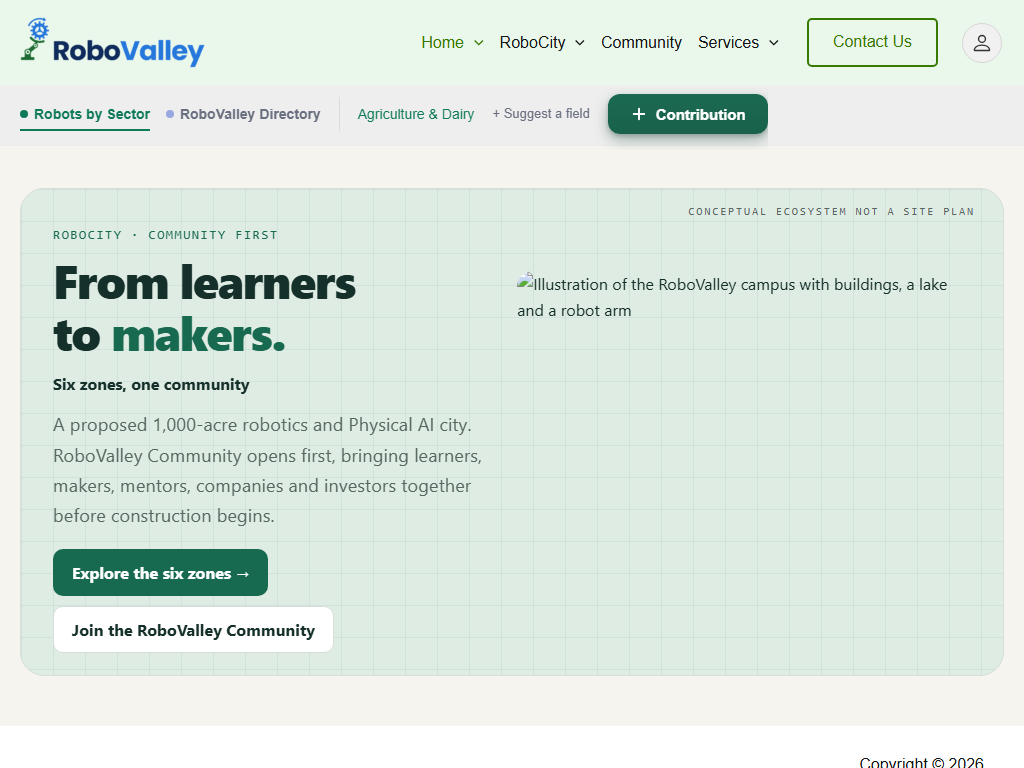 RoboValley
Home RoboCity Community Services Contact Us
Robots by Sector RoboValley Directory Agriculture & Dairy + Suggest a field + Contribution
CONCEPTUAL ECOSYSTEM NOT A SITE PLAN
ROBOCITY · COMMUNITY FIRST
From learners
to makers.
Six zones, one community
A proposed 1,000-acre robotics and Physical AI city.
RoboValley Community opens first, bringing learners,
makers, mentors, companies and investors together
before construction begins.
Explore the six zones →
Join the RoboValley Community
Illustration of the RoboValley campus with buildings, a lake
and a robot arm
Copyright © 2026